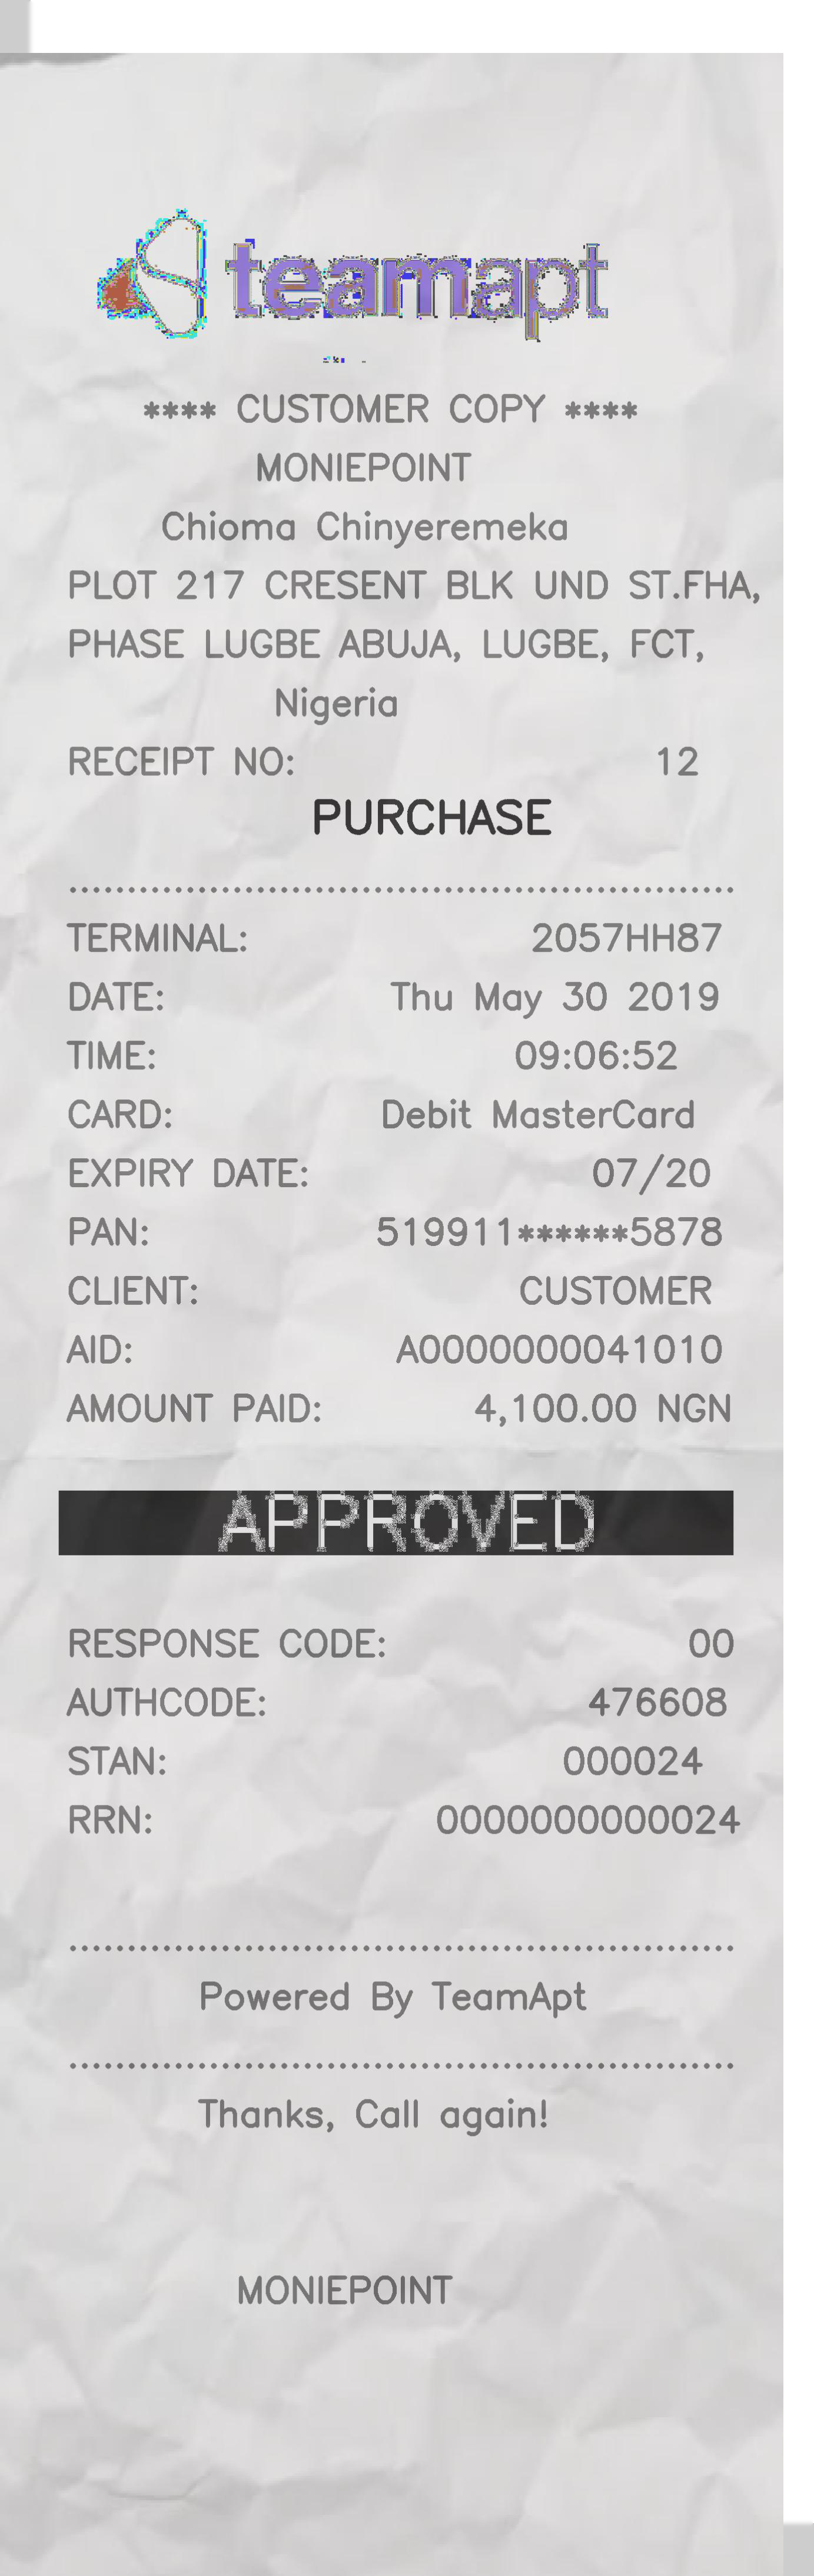 teamapt
**** CUSTOMER COPY ****
MONIEPOINT
Chioma Chinyeremeka
PLOT 217 CRESENT BLK UND ST.FHA,
PHASE LUGBE ABUJA, LUGBE, FCT,
Nigeria
RECEIPT NO: 12
PURCHASE
TERMINAL: 2057HH87
DATE: Thu May 30 2019
TIME: 09:06:52
CARD: Debit MasterCard
EXPIRY DATE: 07/20
PAN: 519911******5878
CLIENT: CUSTOMER
AID: A0000000041010
AMOUNT PAID: 4,100.00 NGN
APPROVED
RESPONSE CODE: 00
AUTHCODE: 476608
STAN: 000024
RRN: 0000000000024
Powered By TeamApt
Thanks, Call again!
MONIEPOINT